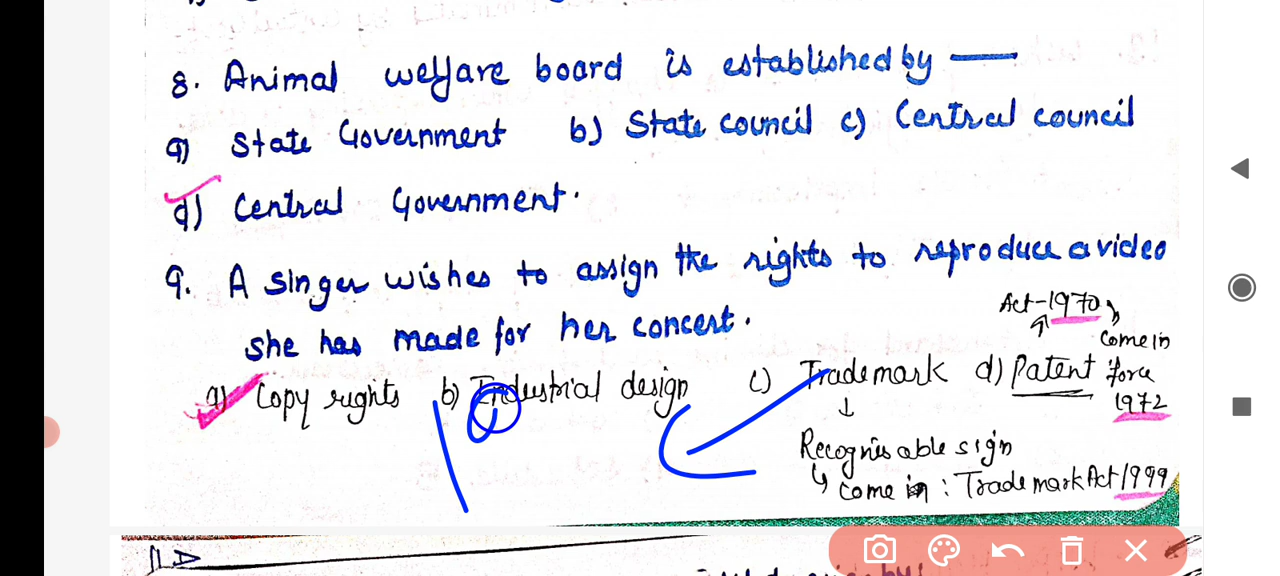 8. Animal welfare board is established by —
a) State Government b) State council c) Central council
d) Central Government.
9. A singer wishes to assign the rights to reproduce a video
she has made for her concert.
Act-1970
Come in
a) Copy rights b) Industrial design c) Trademark d) Patent force
1972
↓
Recognisable sign
↳ come in : Trade mark Act 1999